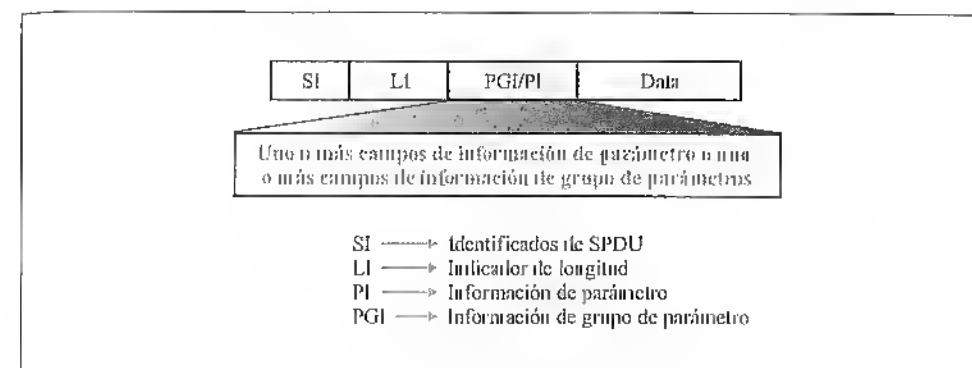 SI LI PGI/PI Data
Uno o más campos de información de parámetro o una
o más campos de información de grupo de parámetros
SI Identificados de SPDU
LI Indicador de longitud
PI Información de parámetro
PGI Información de grupo de parámetro